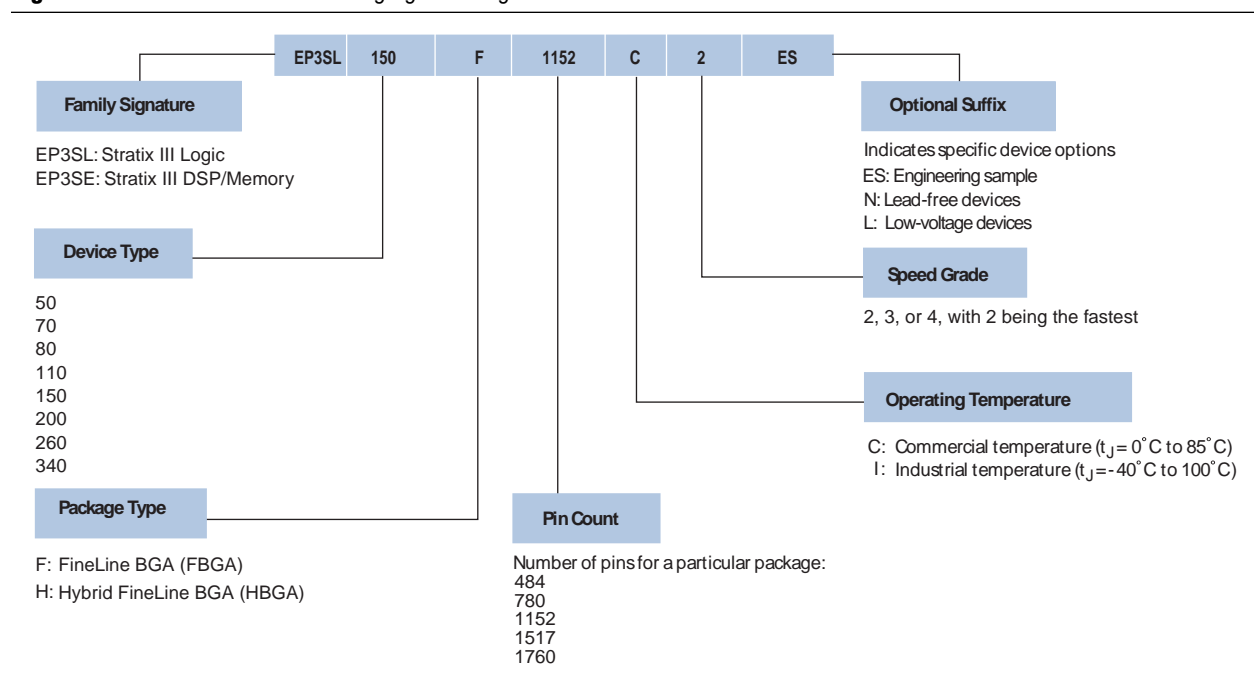 EP3SL 150 F 1152 C 2 ES
Family Signature
EP3SL: Stratix III Logic
EP3SE: Stratix III DSP/Memory
Optional Suffix
Indicates specific device options
ES: Engineering sample
N: Lead-free devices
L: Low-voltage devices
Device Type
50
70
80
110
150
200
260
340
Speed Grade
2, 3, or 4, with 2 being the fastest
Operating Temperature
C: Commercial temperature (tJ = 0°C to 85°C)
I: Industrial temperature (tJ = -40°C to 100°C)
Package Type
F: FineLine BGA (FBGA)
H: Hybrid FineLine BGA (HBGA)
Pin Count
Number of pins for a particular package:
484
780
1152
1517
1760